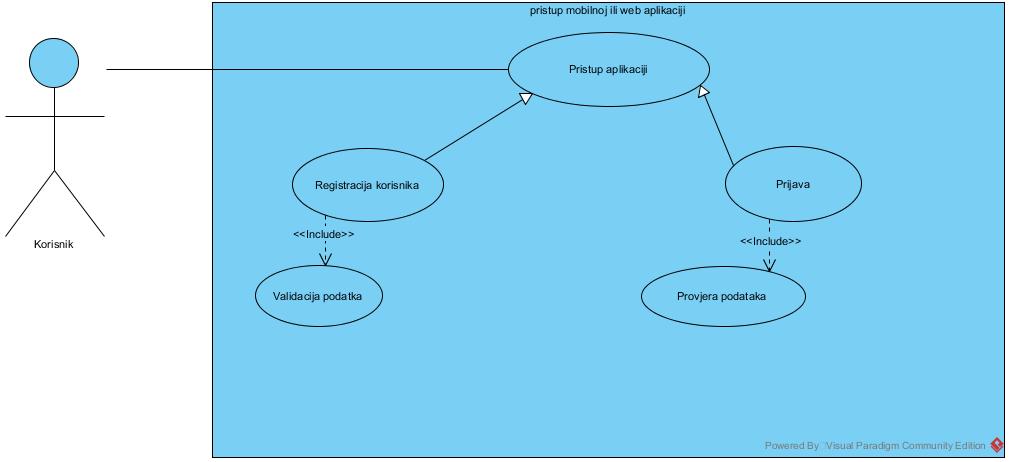 pristup mobilnoj ili web aplikaciji
Pristup aplikaciji
Registracija korisnika
Prijava
<<Include>>
<<Include>>
Korisnik
Validacija podatka
Provjera podataka
Powered By Visual Paradigm Community Edition